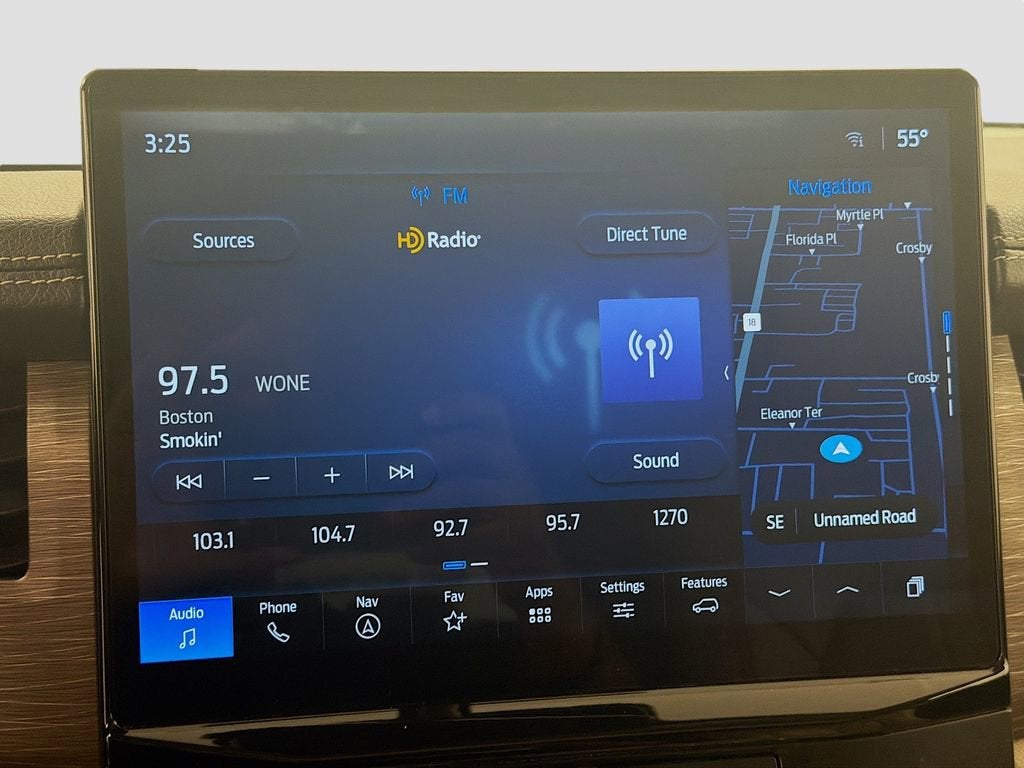 3:25
55°
FM
Navigation
Sources
HD Radio
Direct Tune
Myrtle Pl
Florida Pl
Crosby
18
97.5 WONE
Boston
Smokin'
Crosby
Eleanor Ter
Sound
SE Unnamed Road
103.1 104.7 92.7 95.7 1270
Audio Phone Nav Fav Apps Settings Features